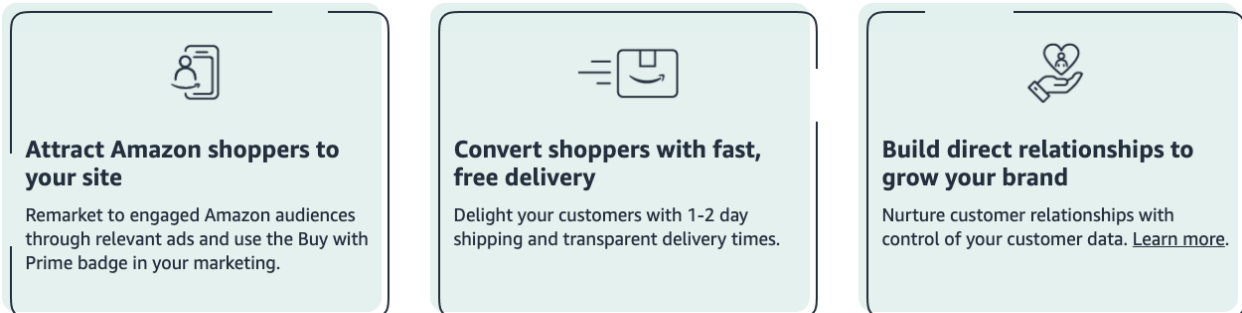 Attract Amazon shoppers to
your site
Remarket to engaged Amazon audiences
through relevant ads and use the Buy with
Prime badge in your marketing.
Convert shoppers with fast,
free delivery
Delight your customers with 1-2 day
shipping and transparent delivery times.
Build direct relationships to
grow your brand
Nurture customer relationships with
control of your customer data. Learn more.